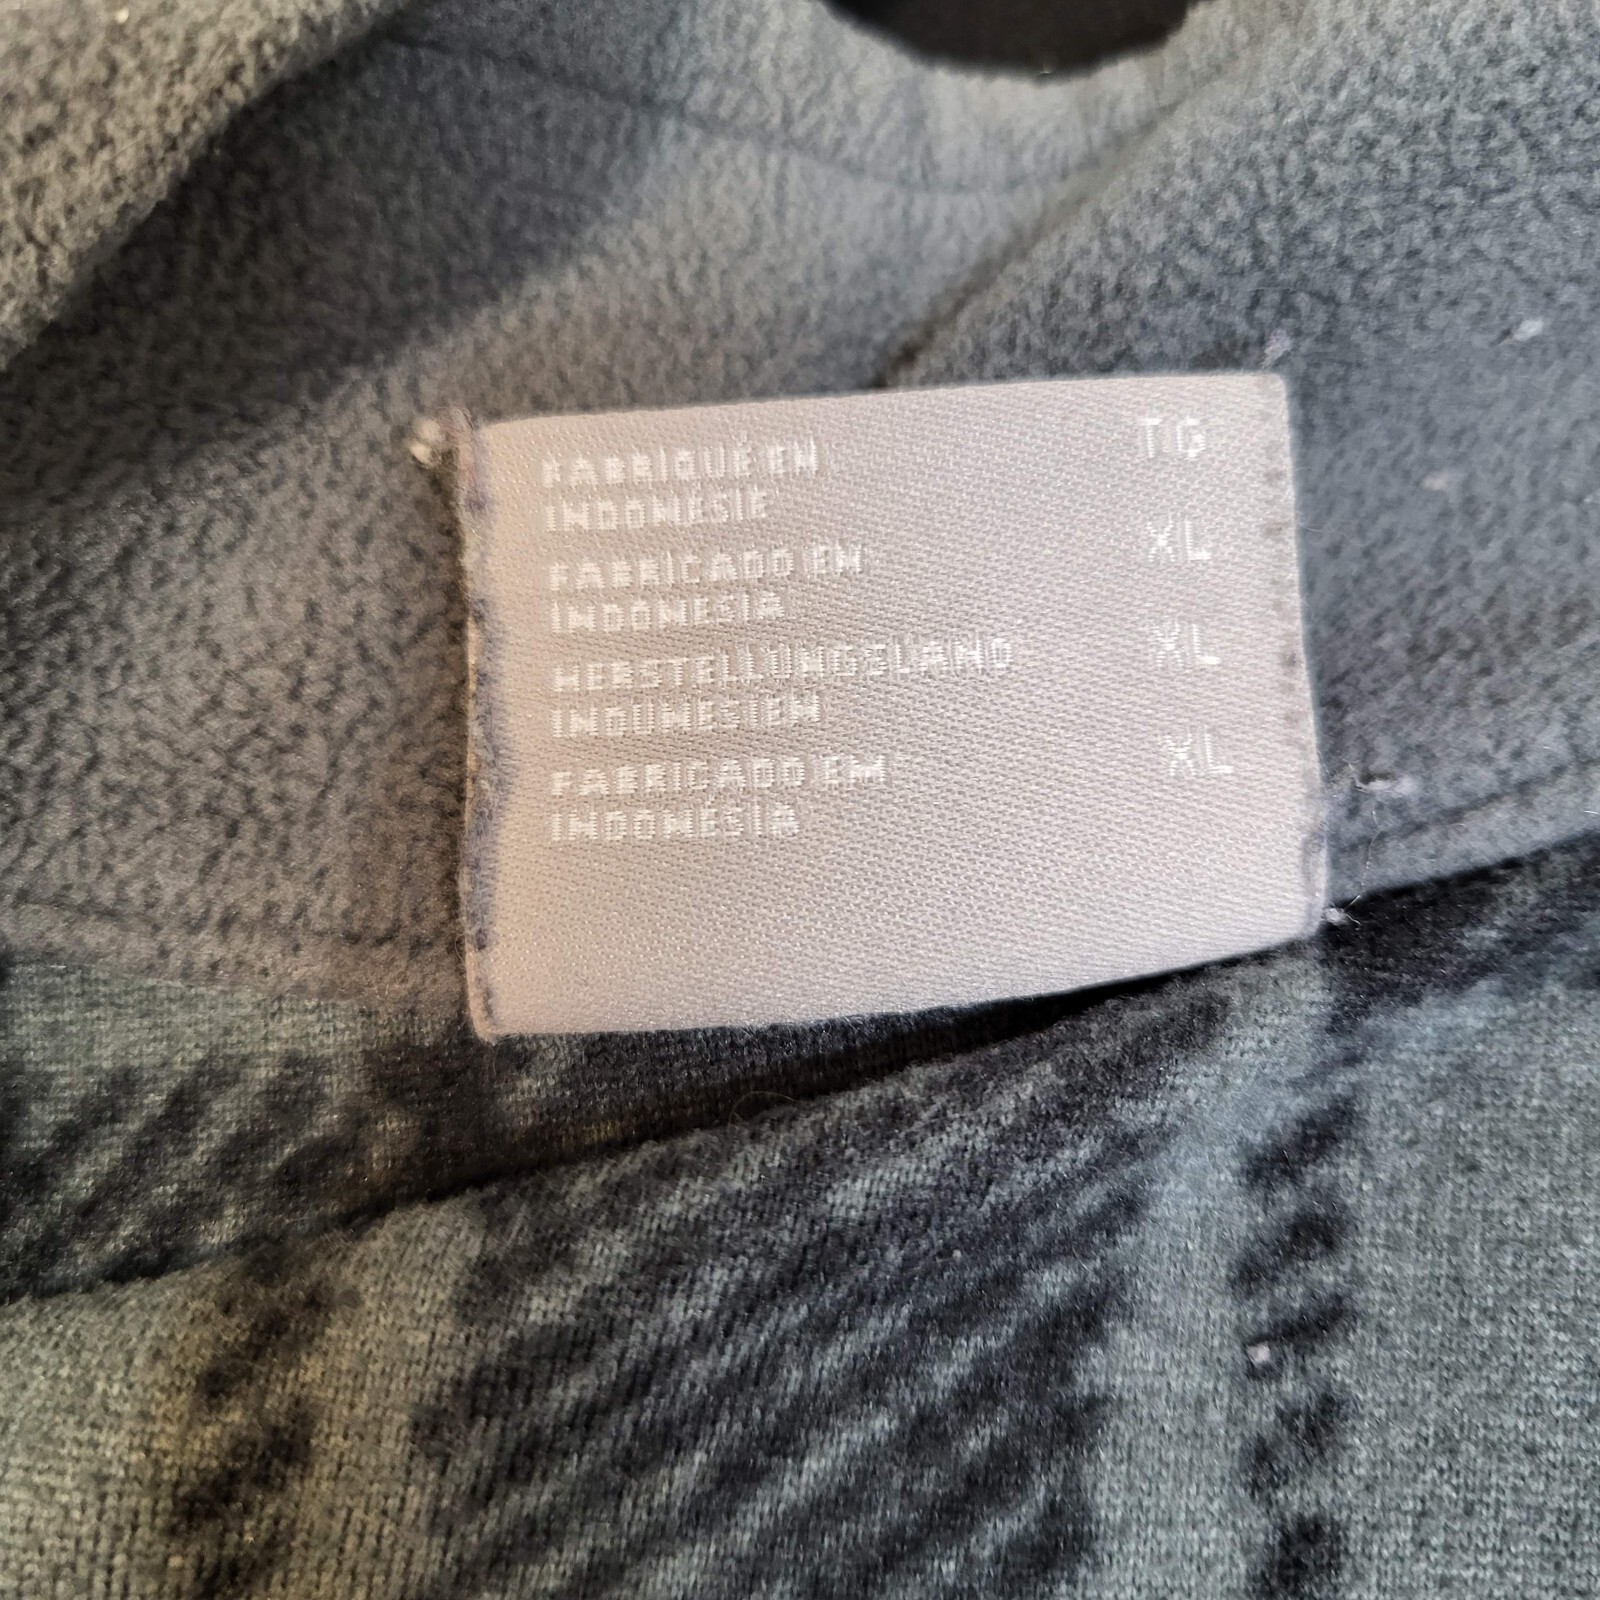 FABRIQUÉ EN TG
INDONÉSIE
FABRICADO EN XL
INDONESIA
HERSTELLUNGSLAND XL
INDONESIEN
FABRICADO EM XL
INDONÉSIA